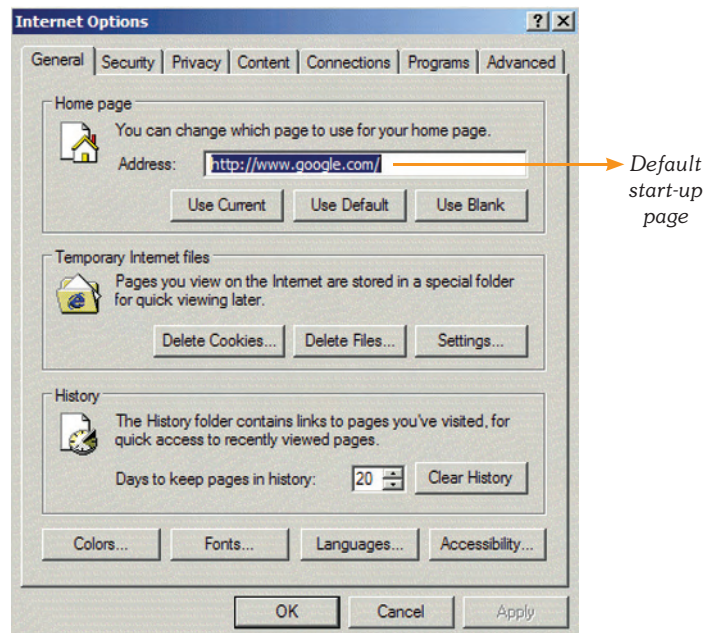 Internet Options
? X
General Security Privacy Content Connections Programs Advanced
Home page
You can change which page to use for your home page.
Address: http://www.google.com/
Default
start-up
page
Use Current Use Default Use Blank
Temporary Internet files
Pages you view on the Internet are stored in a special folder
for quick viewing later.
Delete Cookies... Delete Files... Settings...
History
The History folder contains links to pages you've visited, for
quick access to recently viewed pages.
Days to keep pages in history: 20 Clear History
Colors... Fonts... Languages... Accessibility...
OK Cancel Apply